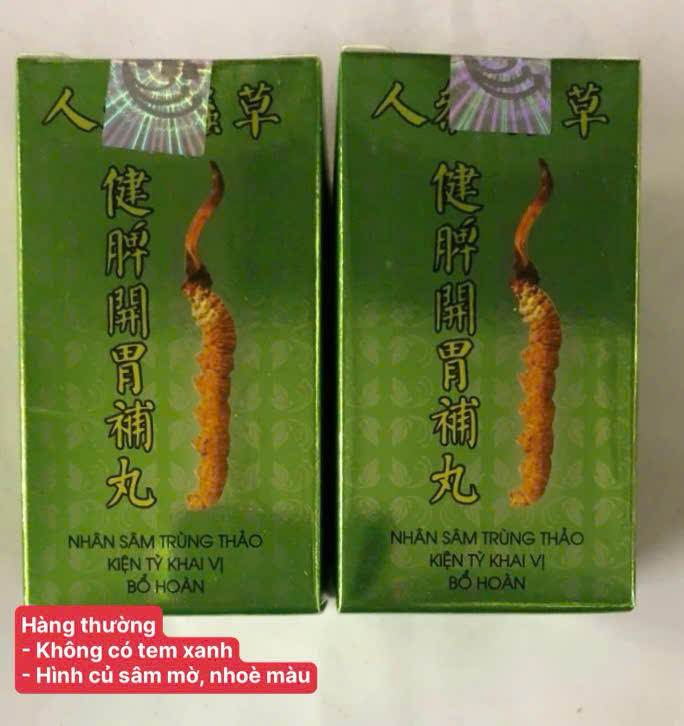 人 草
健脾開胃補丸
NHÂN SÂM TRÙNG THẢO
KIỆN TỲ KHAI VỊ
BỔ HOÀN
人 草
健脾開胃補丸
NHÂN SÂM TRÙNG THẢO
KIỆN TỲ KHAI VỊ
BỔ HOÀN
Hàng thường
- Không có tem xanh
- Hình củ sâm mờ, nhoè màu